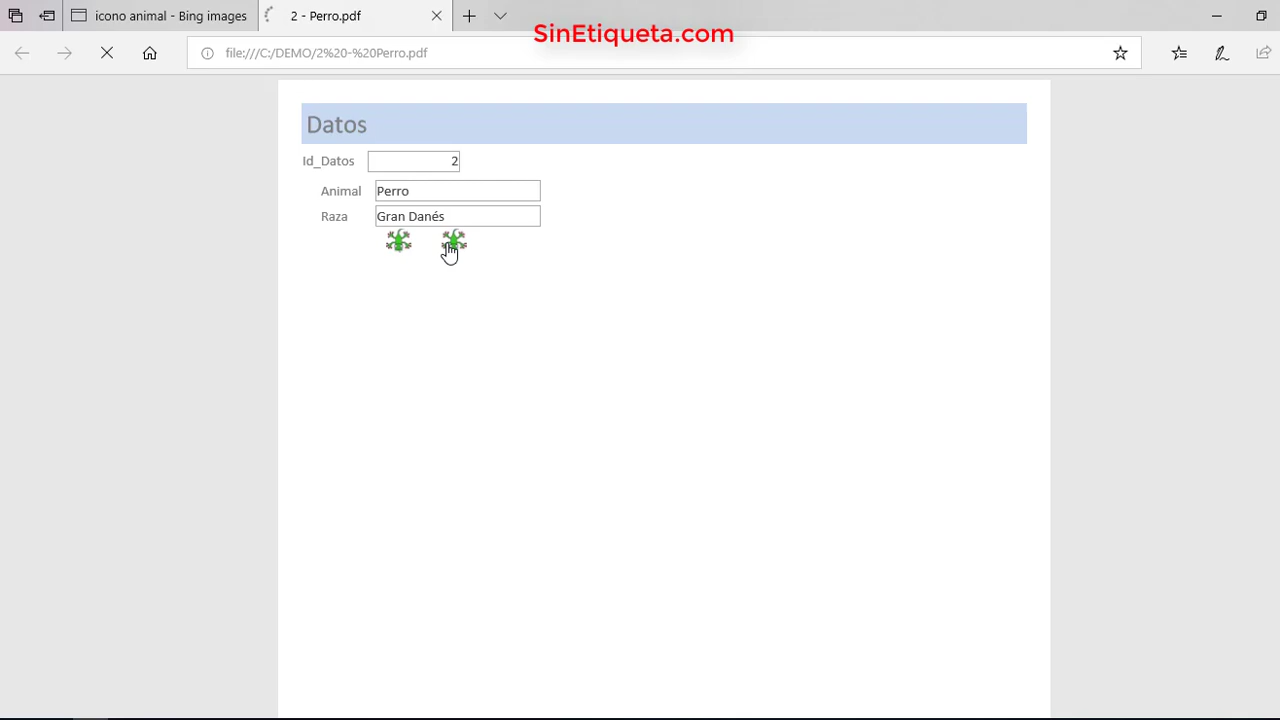 icono animal - Bing images
2 - Perro.pdf
SinEtiqueta.com
file:///C:/DEMO/2%20-%20Perro.pdf
Datos
Id_Datos 2
Animal Perro
Raza Gran Danés